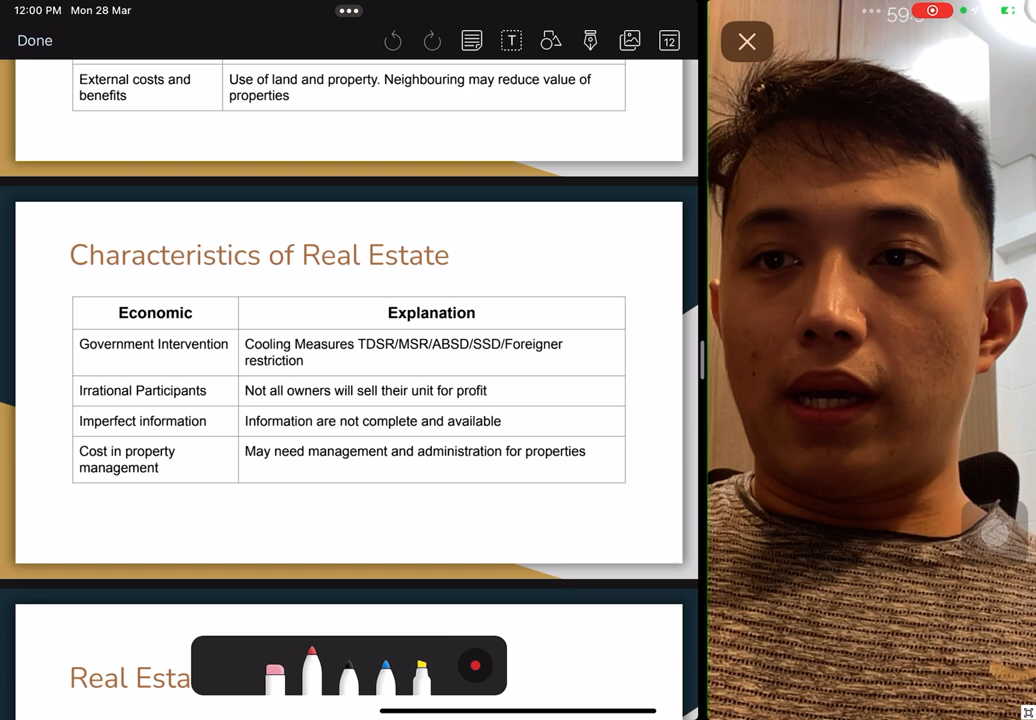 12:00 PM Mon 28 Mar
Done
T
12
External costs and
benefits
Use of land and property. Neighbouring may reduce value of
properties
Characteristics of Real Estate
Economic
Explanation
Government Intervention
Cooling Measures TDSR/MSR/ABSD/SSD/Foreigner
restriction
Irrational Participants
Not all owners will sell their unit for profit
Imperfect information
Information are not complete and available
Cost in property
management
May need management and administration for properties
Real Esta